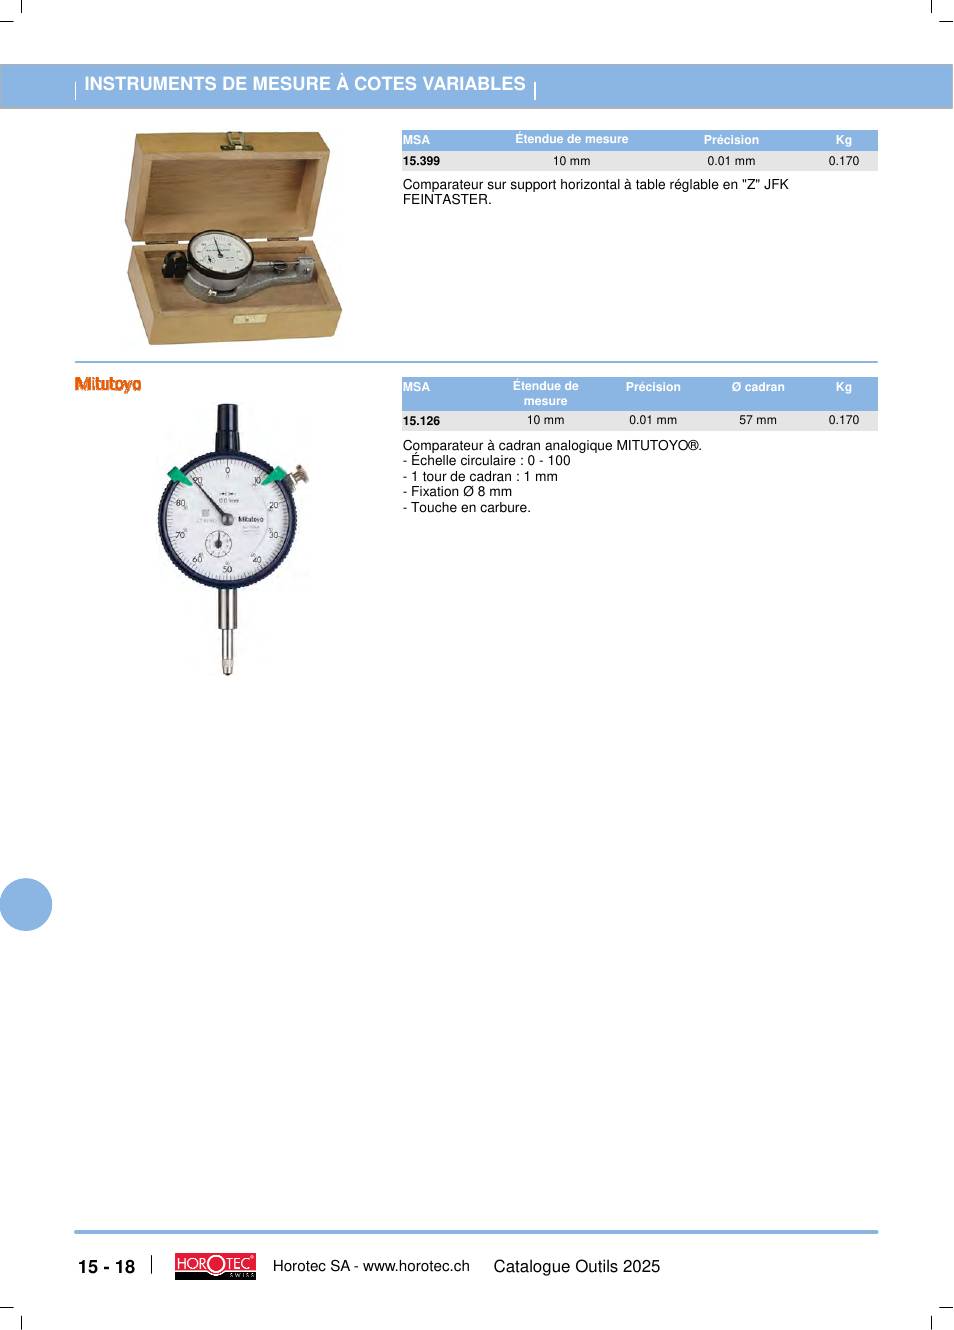 INSTRUMENTS DE MESURE À COTES VARIABLES
MSA Étendue de mesure Précision Kg
15.399 10 mm 0.01 mm 0.170
Comparateur sur support horizontal à table réglable en "Z" JFK
FEINTASTER.
Mitutoyo
MSA Étendue de mesure Précision Ø cadran Kg
15.126 10 mm 0.01 mm 57 mm 0.170
Comparateur à cadran analogique MITUTOYO®.
- Échelle circulaire : 0 - 100
- 1 tour de cadran : 1 mm
- Fixation Ø 8 mm
- Touche en carbure.
0
90 10
80 20
Mitutoyo
70 30
60 40
50
15 - 18
HOROTEC®
SWISS
Horotec SA - www.horotec.ch
Catalogue Outils 2025